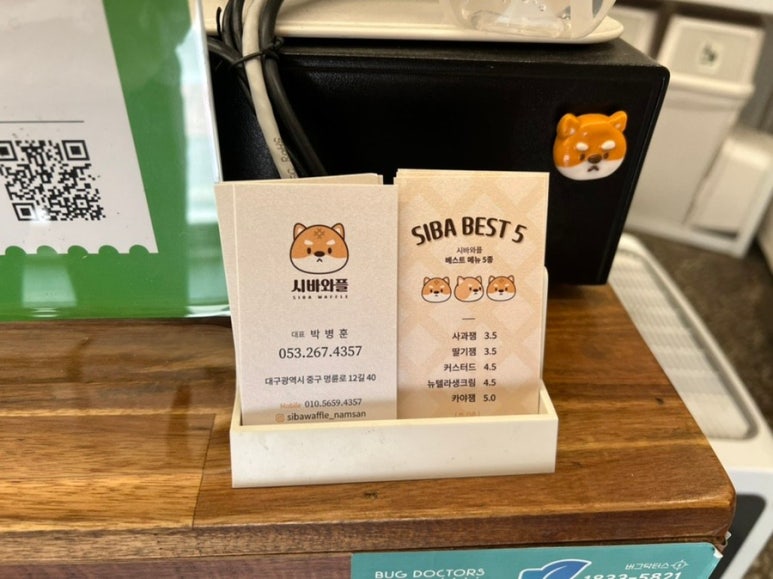 시바와플
SIBA WAFFLE
대표 박병훈
053.267.4357
대구광역시 중구 명륜로 12길 40
Mobile 010.5659.4357
sibawaffle_namsan
SIBA BEST 5
시바와플
베스트 메뉴 5종
사과잼 3.5
딸기잼 3.5
커스터드 4.5
뉴텔라생크림 4.5
카야잼 5.0
BUG DOCTORS
버그닥터스
1833-5821